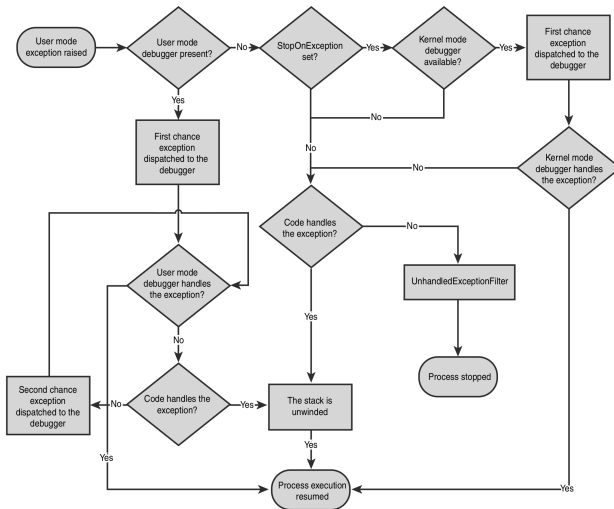 User mode
exception raised
User mode
debugger present?
No
StopOnException
set?
Yes
Kernel mode
debugger
available?
Yes
First chance
exception
dispatched to the
debugger
Yes
No
No
First chance
exception
dispatched to the
debugger
No
Kernel mode
debugger handles
the exception?
Code handles
the exception?
No
User mode
debugger handles
the exception?
UnhandledExceptionFilter
Yes
No
Process stopped
Second chance
exception
dispatched to the
debugger
No
Code handles the
exception?
Yes
The stack is
unwinded
Yes
Yes
Process execution
resumed
Yes